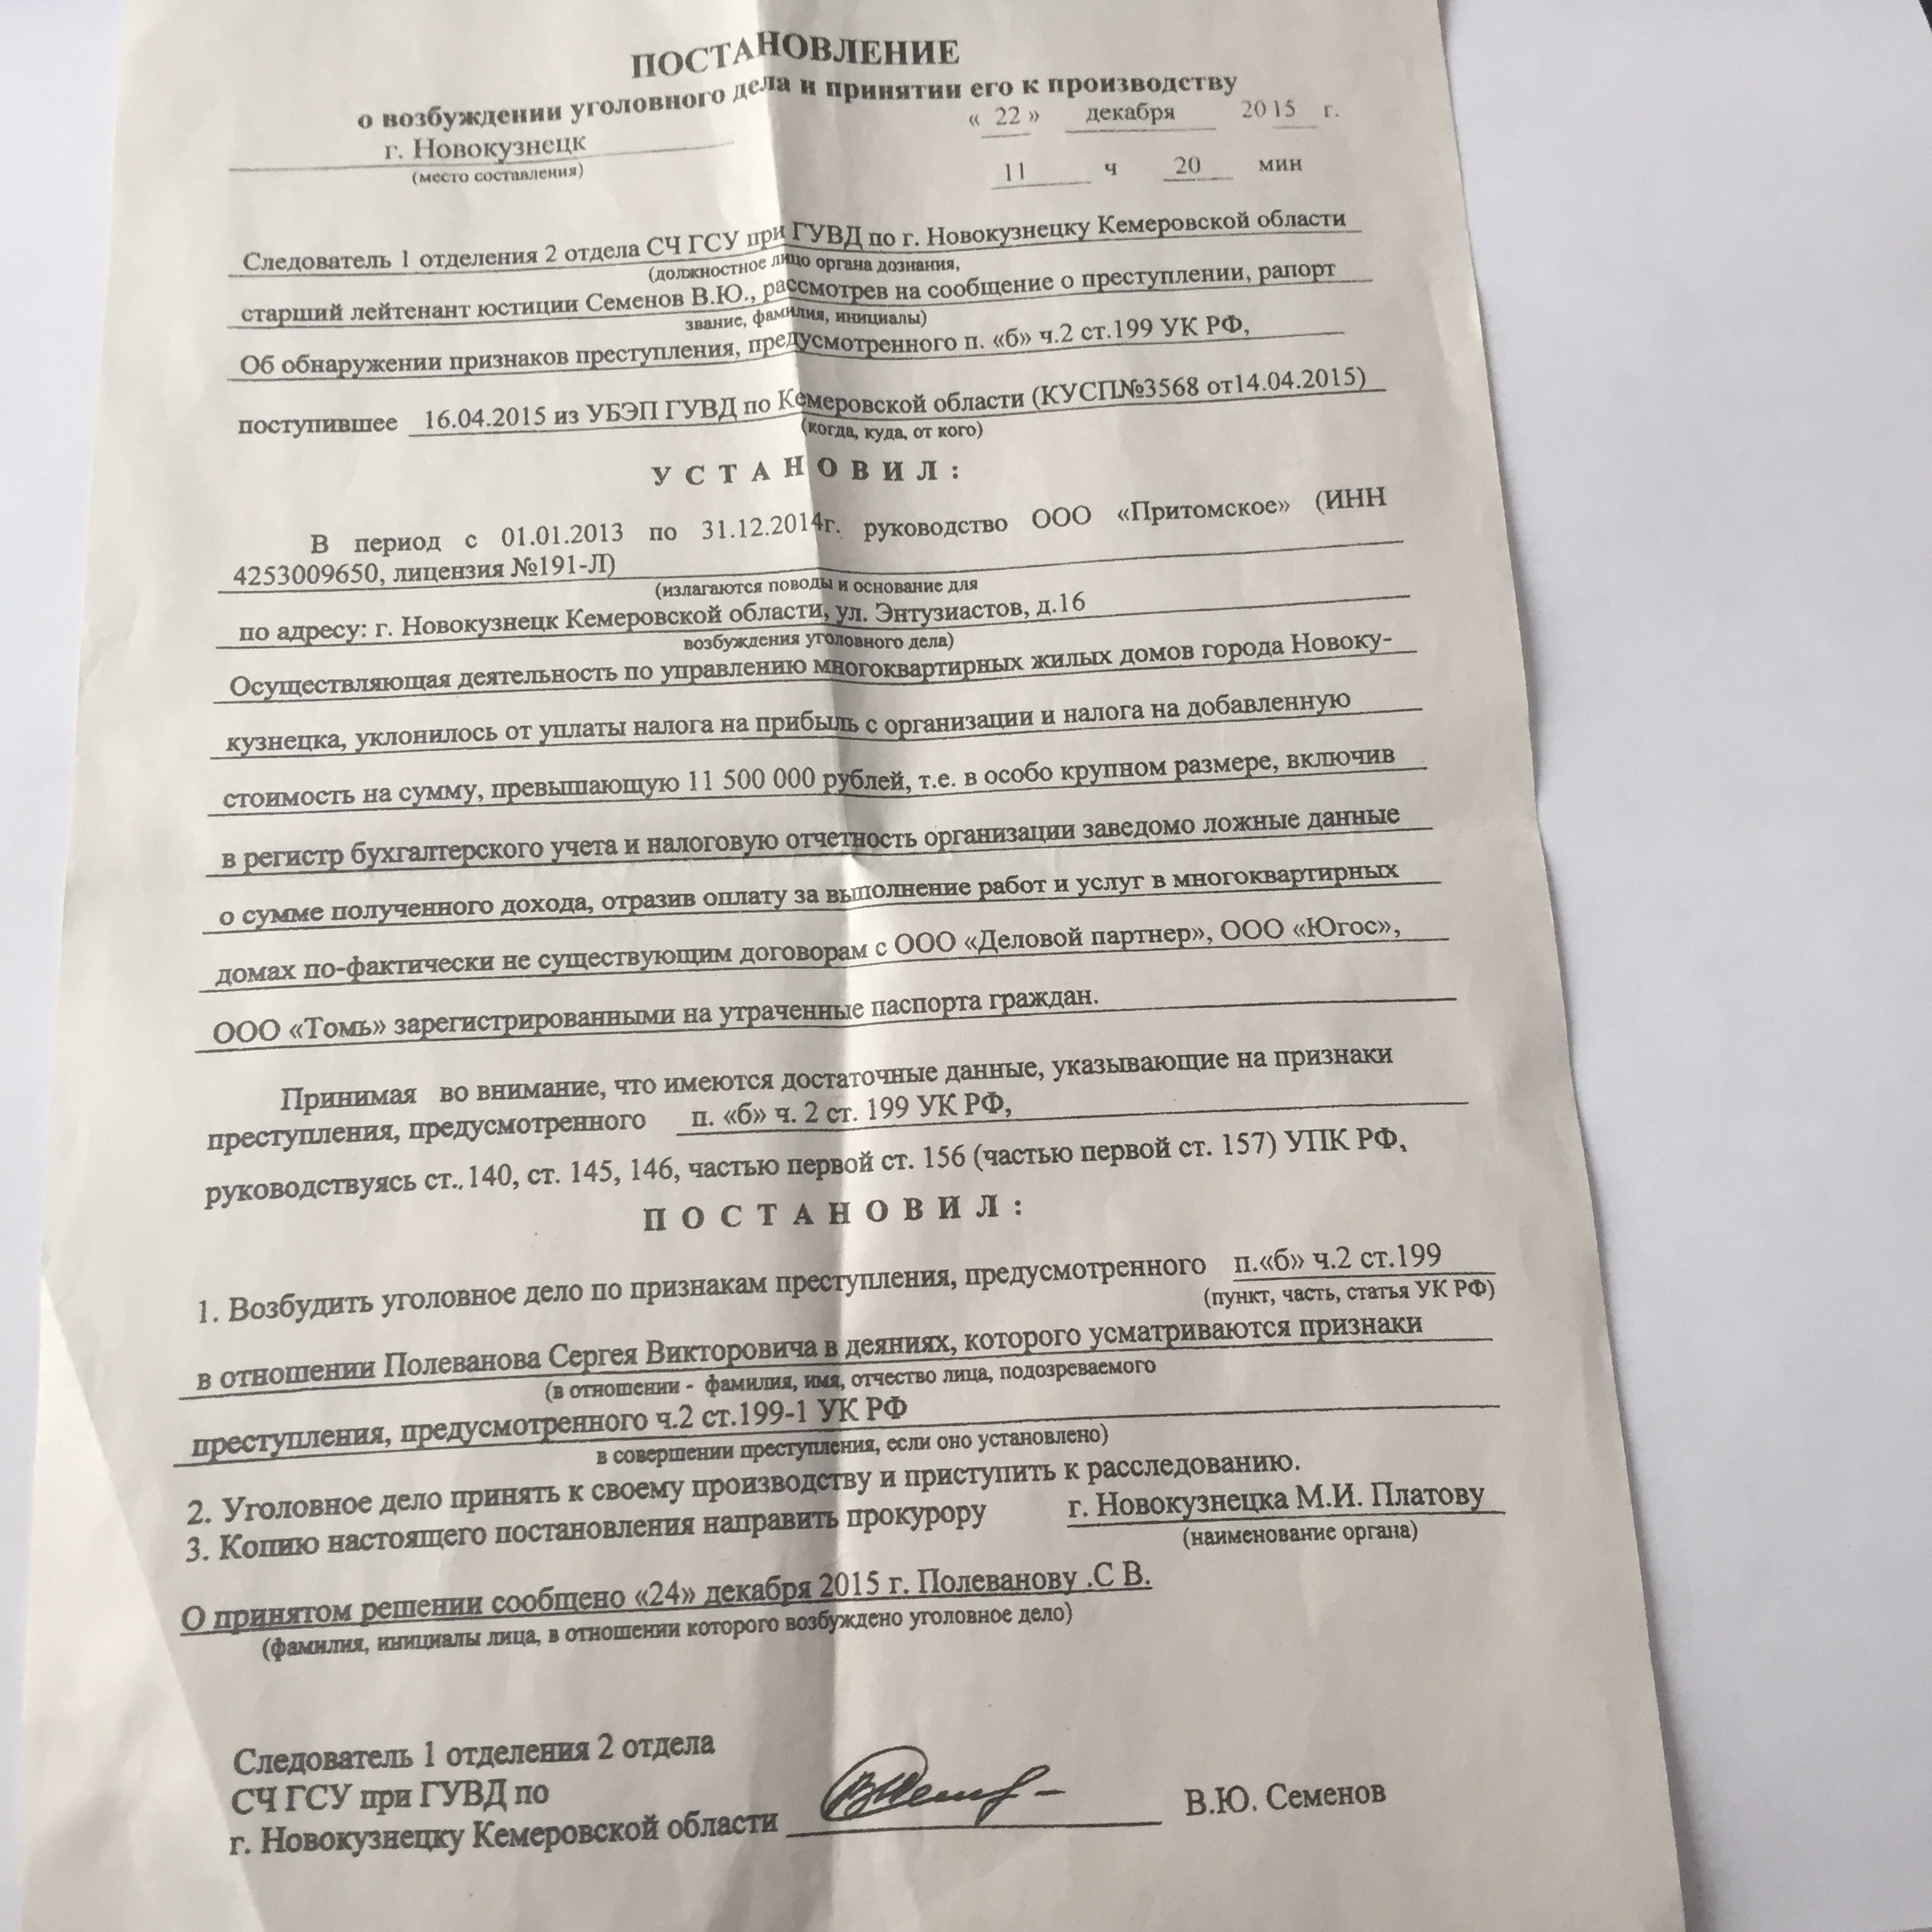 ПОСТАНОВЛЕНИЕ
о возбуждении уголовного дела и принятии его к производству
« 22 » декабря 2015 г.
г. Новокузнецк
(место составления)
11 ч 20 мин
Следователь 1 отделения 2 отдела СЧ ГСУ при ГУВД по г. Новокузнецку Кемеровской области
(должностное лицо органа дознания,
старший лейтенант юстиции Семенов В.Ю., рассмотрев на сообщение о преступлении, рапорт
звание, фамилия, инициалы)
Об обнаружении признаков преступления, предусмотренного п. «б» ч.2 ст.199 УК РФ,
поступившее 16.04.2015 из УБЭП ГУВД по Кемеровской области (КУСП№3568 от14.04.2015)
(когда, куда, от кого)
У С Т А Н О В И Л :
В период с 01.01.2013 по 31.12.2014г. руководство ООО «Притомское» (ИНН
4253009650, лицензия №191-Л)
(излагаются поводы и основание для
по адресу: г. Новокузнецк Кемеровской области, ул. Энтузиастов, д.16
возбуждения уголовного дела)
Осуществляющая деятельность по управлению многоквартирных жилых домов города Новоку-
кузнецка, уклонилось от уплаты налога на прибыль с организации и налога на добавленную
стоимость на сумму, превышающую 11 500 000 рублей, т.е. в особо крупном размере, включив
в регистр бухгалтерского учета и налоговую отчетность организации заведомо ложные данные
о сумме полученного дохода, отразив оплату за выполнение работ и услуг в многоквартирных
домах по-фактически не существующим договорам с ООО «Деловой партнер», ООО «Югос»,
ООО «Томь» зарегистрированными на утраченные паспорта граждан.
Принимая во внимание, что имеются достаточные данные, указывающие на признаки
преступления, предусмотренного п. «б» ч. 2 ст. 199 УК РФ,
руководствуясь ст.. 140, ст. 145, 146, частью первой ст. 156 (частью первой ст. 157) УПК РФ,
П О С Т А Н О В И Л :
1. Возбудить уголовное дело по признакам преступления, предусмотренного п.«б» ч.2 ст.199
(пункт, часть, статья УК РФ)
в отношении Полеванова Сергея Викторовича в деяниях, которого усматриваются признаки
(в отношении - фамилия, имя, отчество лица, подозреваемого
преступления, предусмотренного ч.2 ст.199-1 УК РФ
в совершении преступления, если оно установлено)
2. Уголовное дело принять к своему производству и приступить к расследованию.
3. Копию настоящего постановления направить прокурору г. Новокузнецка М.И. Платову
(наименование органа)
О принятом решении сообщено «24» декабря 2015 г. Полеванову .С В.
(фамилия, инициалы лица, в отношении которого возбуждено уголовное дело)
Следователь 1 отделения 2 отдела
СЧ ГСУ при ГУВД по
г. Новокузнецку Кемеровской области В.Ю. Семенов